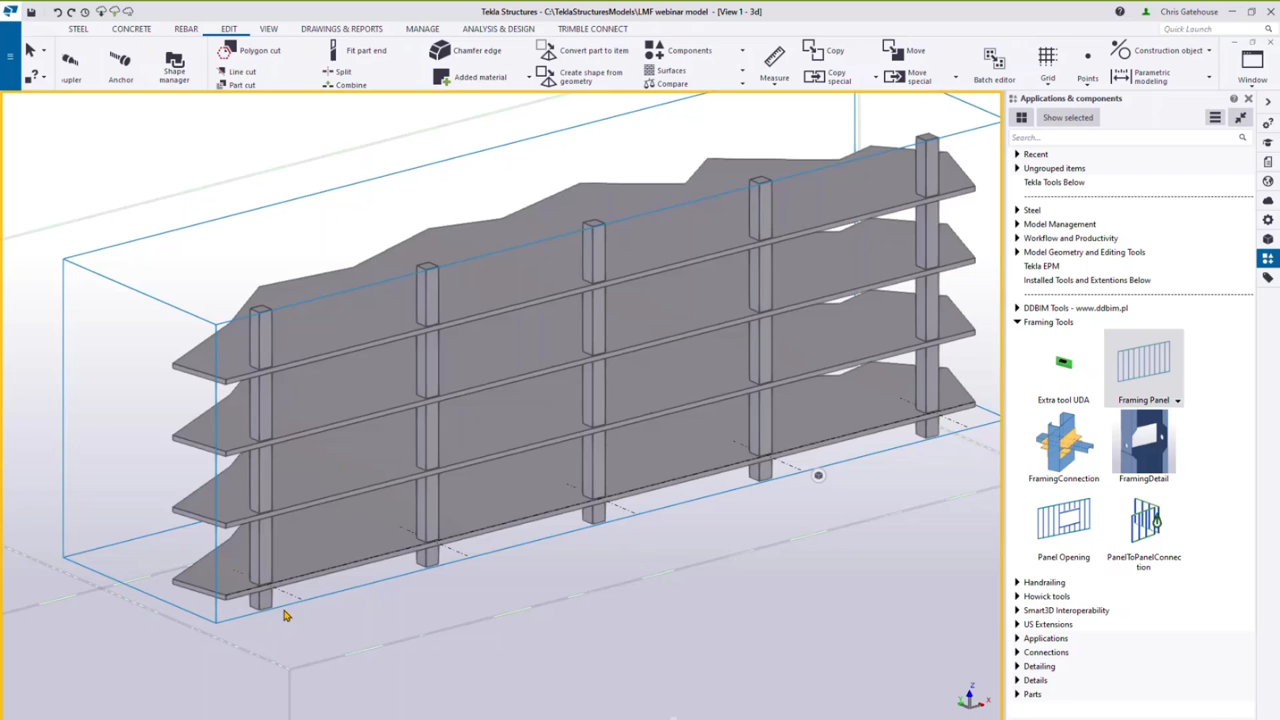 Tekla Structures - C:\TeklaStructuresModels\LMF webinar model - [View 1 - 3d]
Chris Gatehouse
STEEL CONCRETE REBAR EDIT VIEW DRAWINGS & REPORTS MANAGE ANALYSIS & DESIGN TRIMBLE CONNECT
Quick Launch
upler
Anchor
Shape manager
Polygon cut
Line cut
Part cut
Fit part end
Split
Combine
Chamfer edge
Added material
Convert part to item
Create shape from geometry
Components
Surfaces
Compare
Measure
Copy
Copy special
Move
Move special
Batch editor
Grid
Points
Construction object
Parametric modeling
Window
Applications & components
Show selected
Search...
Recent
Ungrouped items
Tekla Tools Below
Steel
Model Management
Workflow and Productivity
Model Geometry and Editing Tools
Tekla EPM
Installed Tools and Extentions Below
DDBIM Tools - www.ddbim.pl
Framing Tools
Extra tool UDA
Framing Panel
FramingConnection
FramingDetail
Panel Opening
PanelToPanelConnec
tion
Handrailing
Howick tools
Smart3D Interoperability
US Extensions
Applications
Connections
Detailing
Details
Parts
Z
X